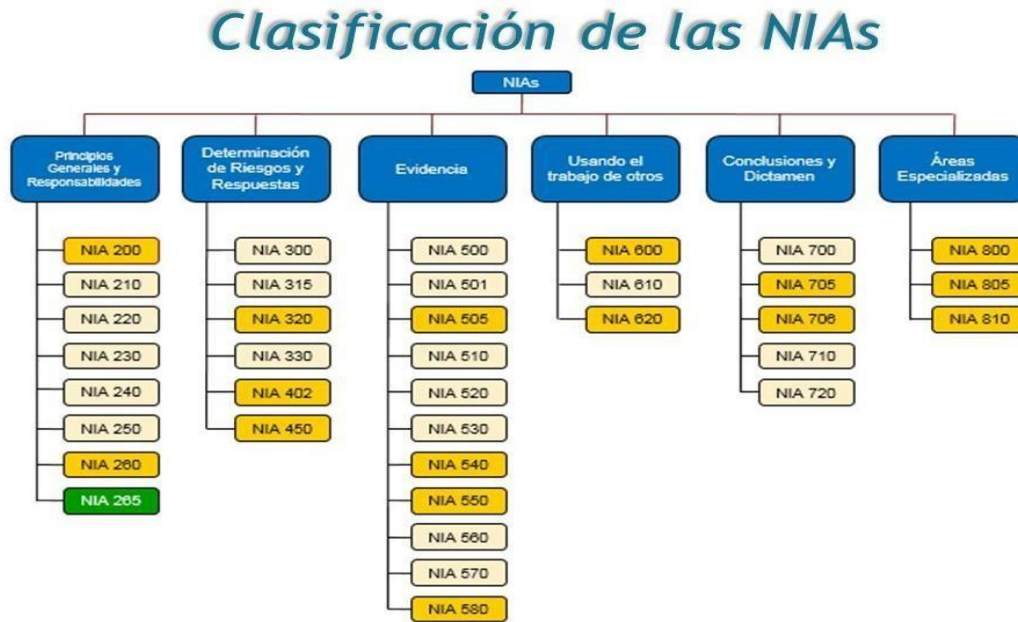 Clasificación de las NIAs
NIAs
Principios
Generales y
Responsabilidades
NIA 200
NIA 210
NIA 220
NIA 230
NIA 240
NIA 250
NIA 260
NIA 265
Determinación
de Riesgos y
Respuestas
NIA 300
NIA 315
NIA 320
NIA 330
NIA 402
NIA 450
Evidencia
NIA 500
NIA 501
NIA 505
NIA 510
NIA 520
NIA 530
NIA 540
NIA 550
NIA 560
NIA 570
NIA 580
Usando el
trabajo de otros
NIA 600
NIA 610
NIA 620
Conclusiones y
Dictamen
NIA 700
NIA 705
NIA 706
NIA 710
NIA 720
Áreas
Especializadas
NIA 800
NIA 805
NIA 810